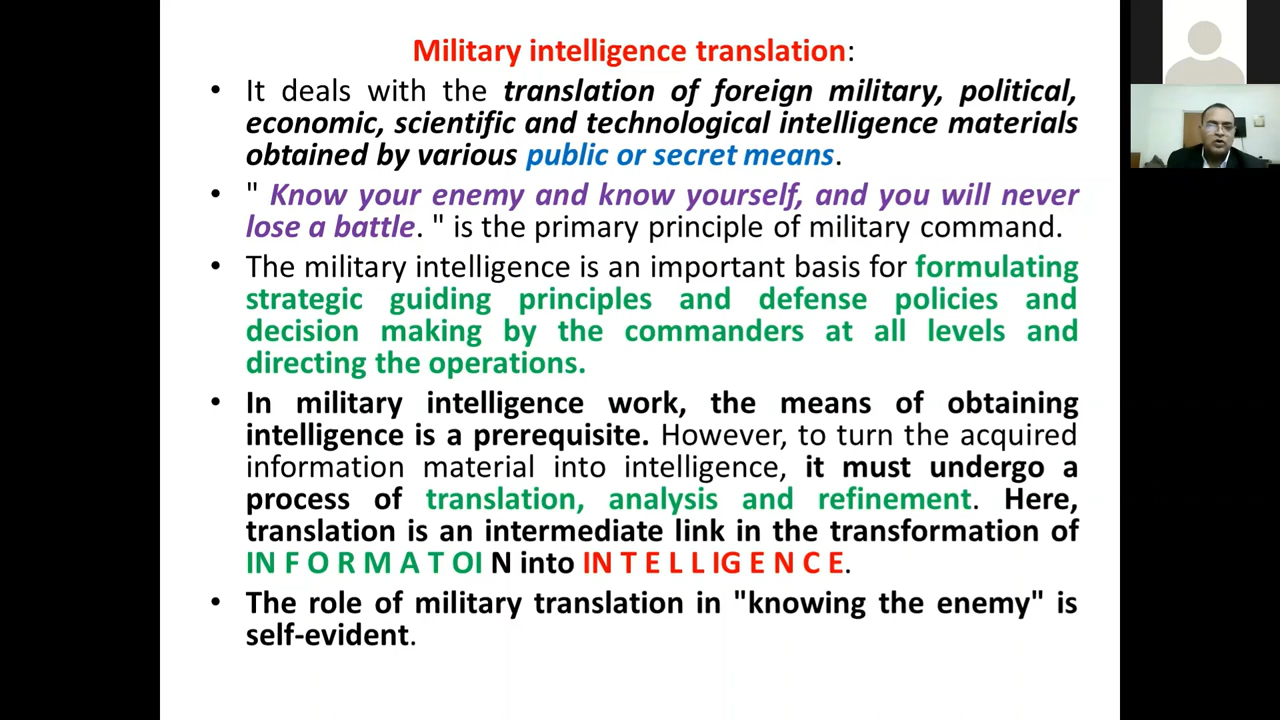 Military intelligence translation:
• It deals with the translation of foreign military, political,
economic, scientific and technological intelligence materials
obtained by various public or secret means.
• " Know your enemy and know yourself, and you will never
lose a battle. " is the primary principle of military command.
• The military intelligence is an important basis for formulating
strategic guiding principles and defense policies and
decision making by the commanders at all levels and
directing the operations.
• In military intelligence work, the means of obtaining
intelligence is a prerequisite. However, to turn the acquired
information material into intelligence, it must undergo a
process of translation, analysis and refinement. Here,
translation is an intermediate link in the transformation of
I N F O R M A T OI N into I N T E L L I G E N C E.
• The role of military translation in "knowing the enemy" is
self-evident.